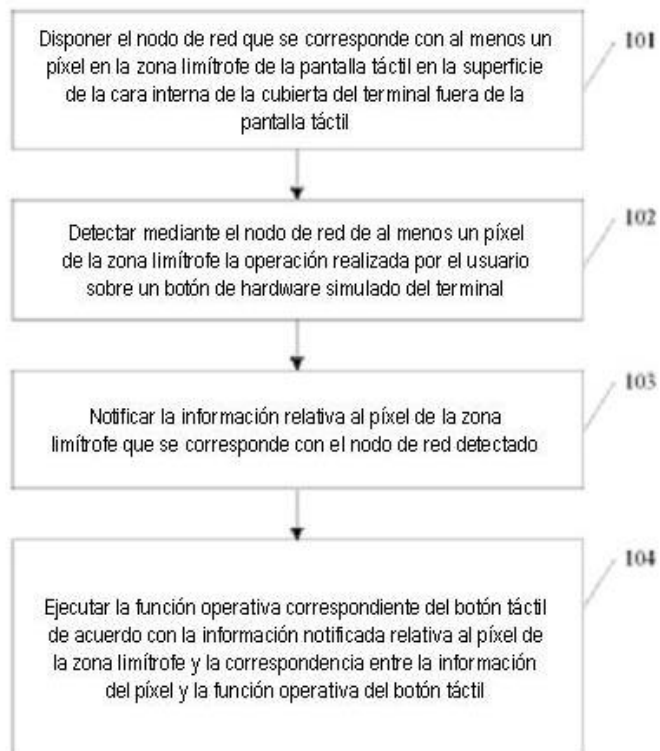 Disponer el nodo de red que se corresponde con al menos un
píxel en la zona limítrofe de la pantalla táctil en la superficie
de la cara interna de la cubierta del terminal fuera de la
pantalla táctil
101
Detectar mediante el nodo de red de al menos un píxel
de la zona limítrofe la operación realizada por el usuario
sobre un botón de hardware simulado del terminal
102
Notificar la información relativa al píxel de la zona
limítrofe que se corresponde con el nodo de red detectado
103
Ejecutar la función operativa correspondiente del botón táctil
de acuerdo con la información notificada relativa al píxel de
la zona limítrofe y la correspondencia entre la información
del píxel y la función operativa del botón táctil
104